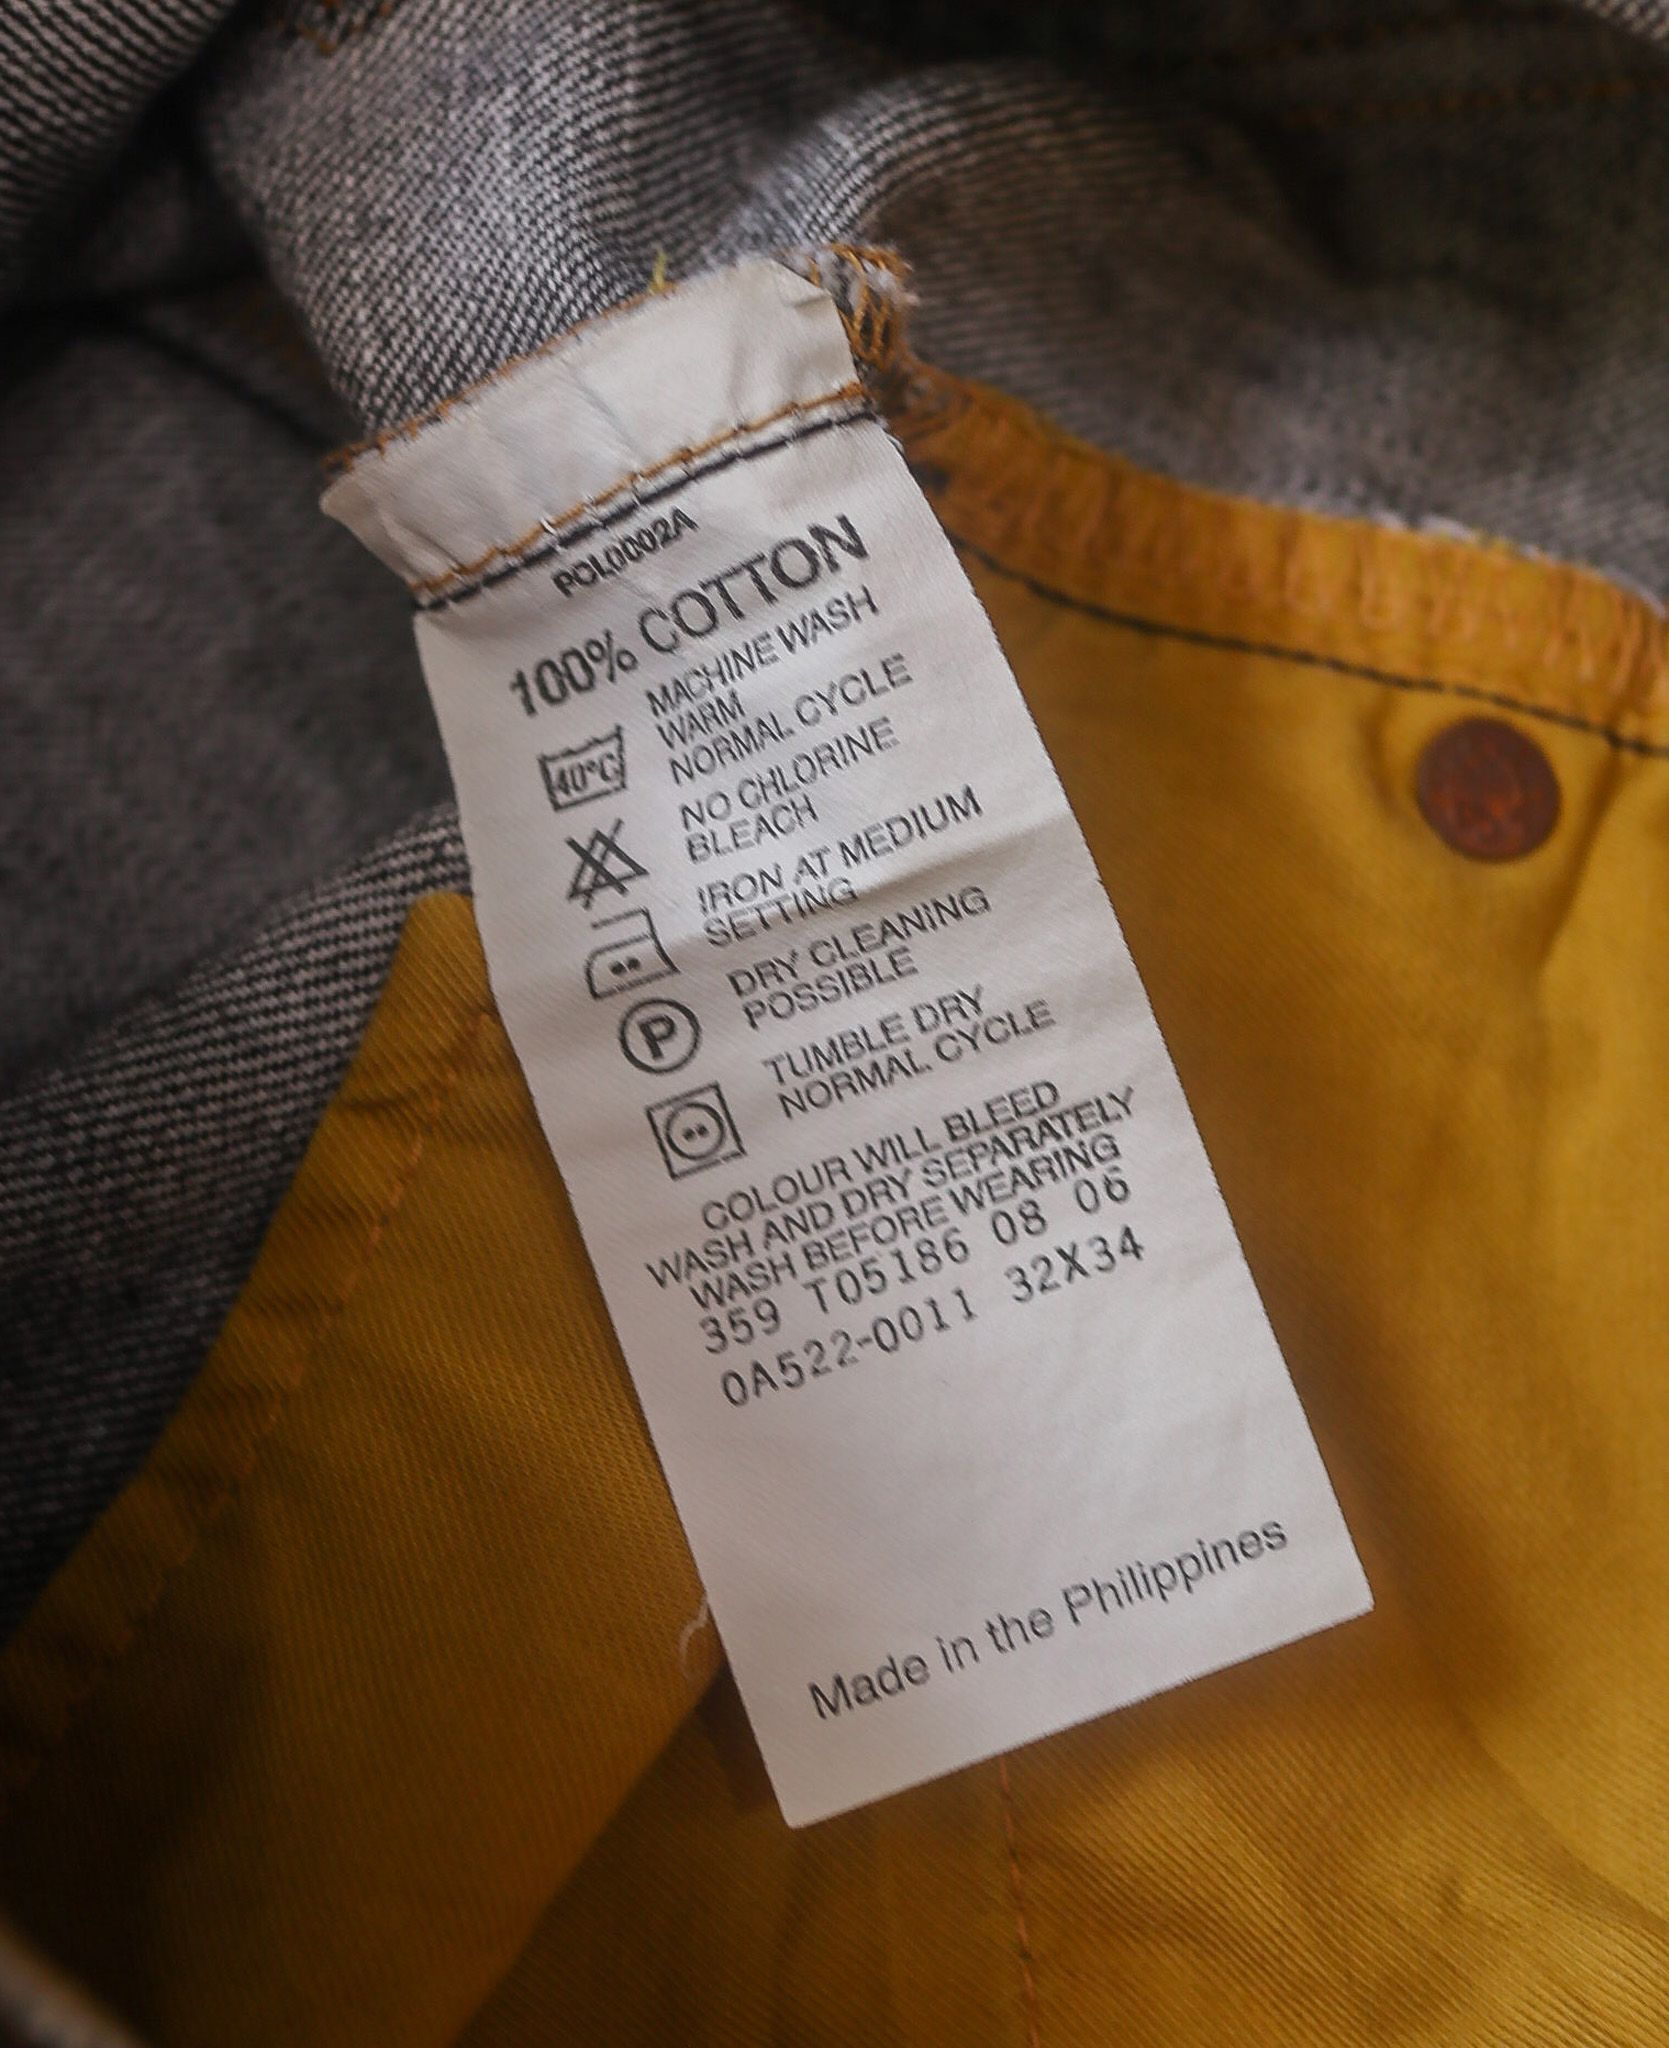 POL0002A
100% COTTON
MACHINE WASH
WARM
NORMAL CYCLE
40°C
NO CHLORINE
BLEACH
IRON AT MEDIUM
SETTING
DRY CLEANING
POSSIBLE
P
TUMBLE DRY
NORMAL CYCLE
COLOUR WILL BLEED
WASH AND DRY SEPARATELY
WASH BEFORE WEARING
359 T05186 08 06
0A522-0011 32X34
Made in the Philippines